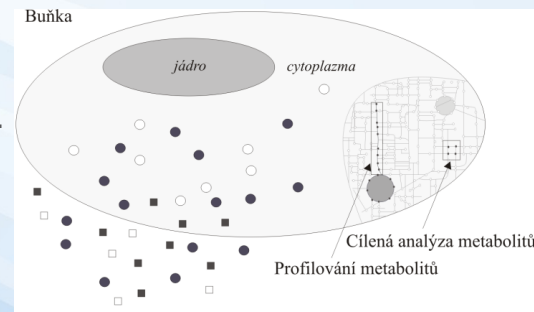 Buňka
jádro
cytoplazma
Cílená analýza metabolitů
Profilování metabolitů